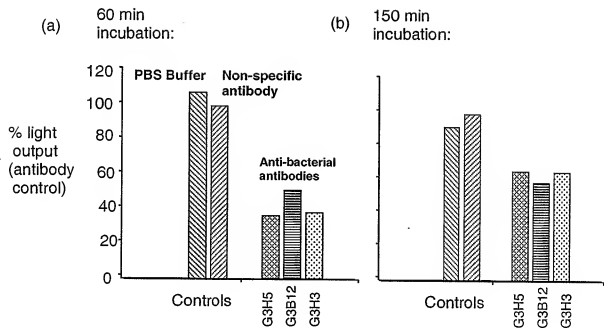 (a)
60 min
incubation:
(b)
150 min
incubation:
120
100
80
60
40
20
0
% light
output
(antibody
control)
PBS Buffer
Non-specific
antibody
Anti-bacterial
antibodies
Controls
G3H5
G3B12
G3H3
Controls
G3H5
G3B12
G3H3